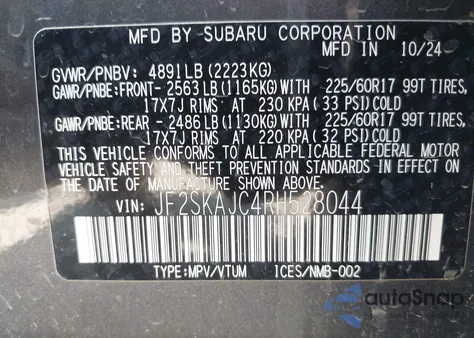 MFD BY SUBARU CORPORATION
MFD IN 10/24
GVWR/PNBV: 4891LB (2223KG)
GAWR/PNBE:FRONT- 2563 LB (1165KG)WITH 225/60R17 99T TIRES,
17X7J RIMS AT 230 KPA (33 PSI)COLD
GAWR/PNBE:REAR - 2486 LB (1130KG)WITH 225/60R17 99T TIRES,
17X7J RIMS AT 220 KPA (32 PSI)COLD
THIS VEHICLE CONFORMS TO ALL APPLICABLE FEDERAL MOTOR
VEHICLE SAFETY, BUMPER, AND THEFT PREVENTION
STANDARDS IN EFFECT ON THE DATE OF MANUFACTURE SHOWN ABOVE.
VIN: JF2SKAJC4RH528044
TYPE:MPV/VTUM ICES/NMB-002
autoSnap